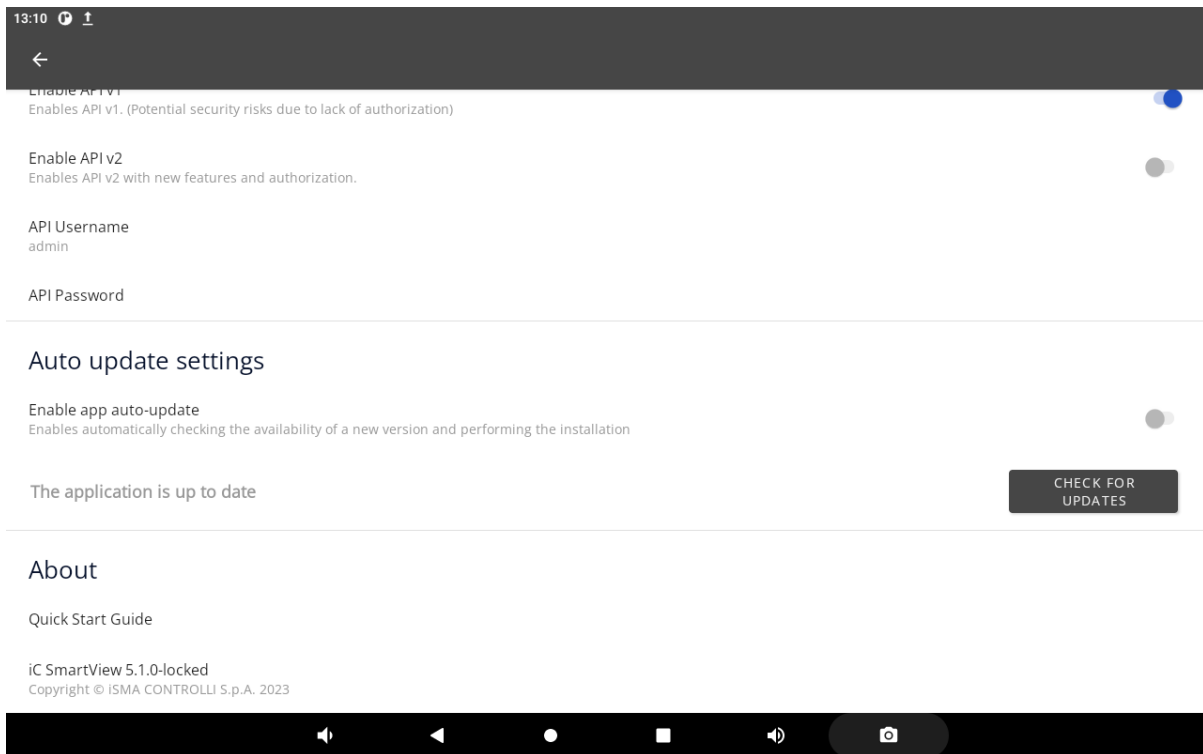 13:10
Enable API v1
Enables API v1. (Potential security risks due to lack of authorization)
Enable API v2
Enables API v2 with new features and authorization.
API Username
admin
API Password
Auto update settings
Enable app auto-update
Enables automatically checking the availability of a new version and performing the installation
The application is up to date
CHECK FOR
UPDATES
About
Quick Start Guide
iC SmartView 5.1.0-locked
Copyright © iSMA CONTROLLI S.p.A. 2023